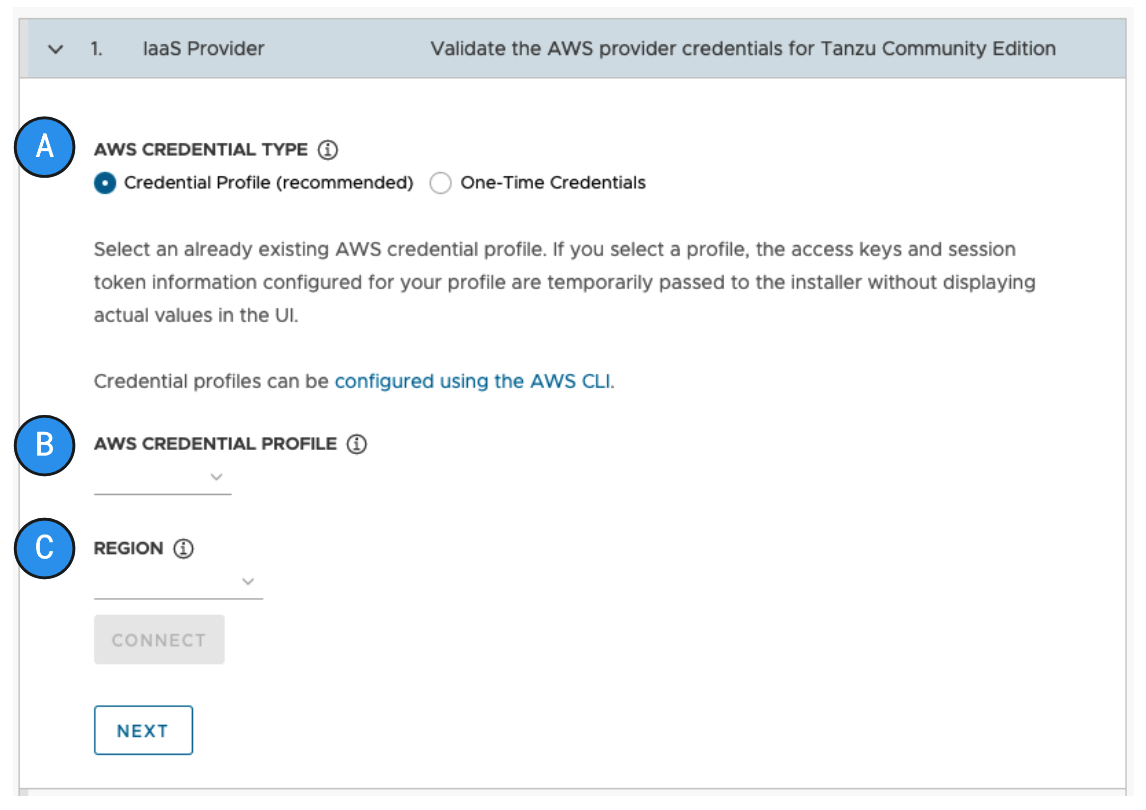 1. IaaS Provider Validate the AWS provider credentials for Tanzu Community Edition
A AWS CREDENTIAL TYPE
Credential Profile (recommended) One-Time Credentials
Select an already existing AWS credential profile. If you select a profile, the access keys and session
token information configured for your profile are temporarily passed to the installer without displaying
actual values in the UI.
Credential profiles can be configured using the AWS CLI.
B AWS CREDENTIAL PROFILE
C REGION
CONNECT
NEXT